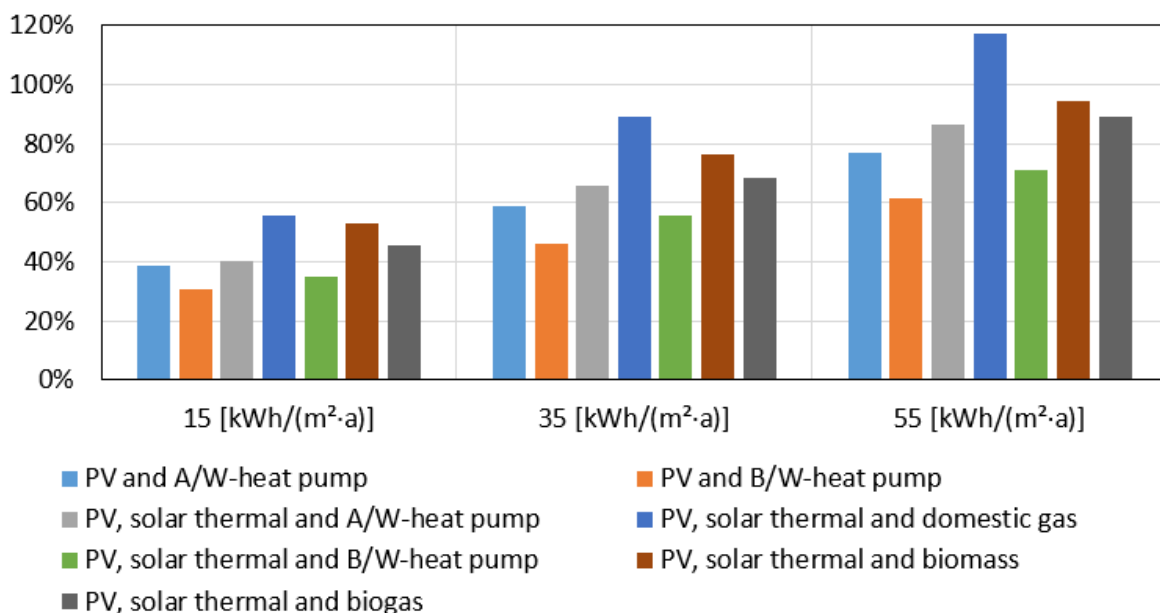 120%
100%
80%
60%
40%
20%
0%
15 [kWh/(m²·a)] 35 [kWh/(m²·a)] 55 [kWh/(m²·a)]
PV and A/W-heat pump PV and B/W-heat pump
PV, solar thermal and A/W-heat pump PV, solar thermal and domestic gas
PV, solar thermal and B/W-heat pump PV, solar thermal and biomass
PV, solar thermal and biogas